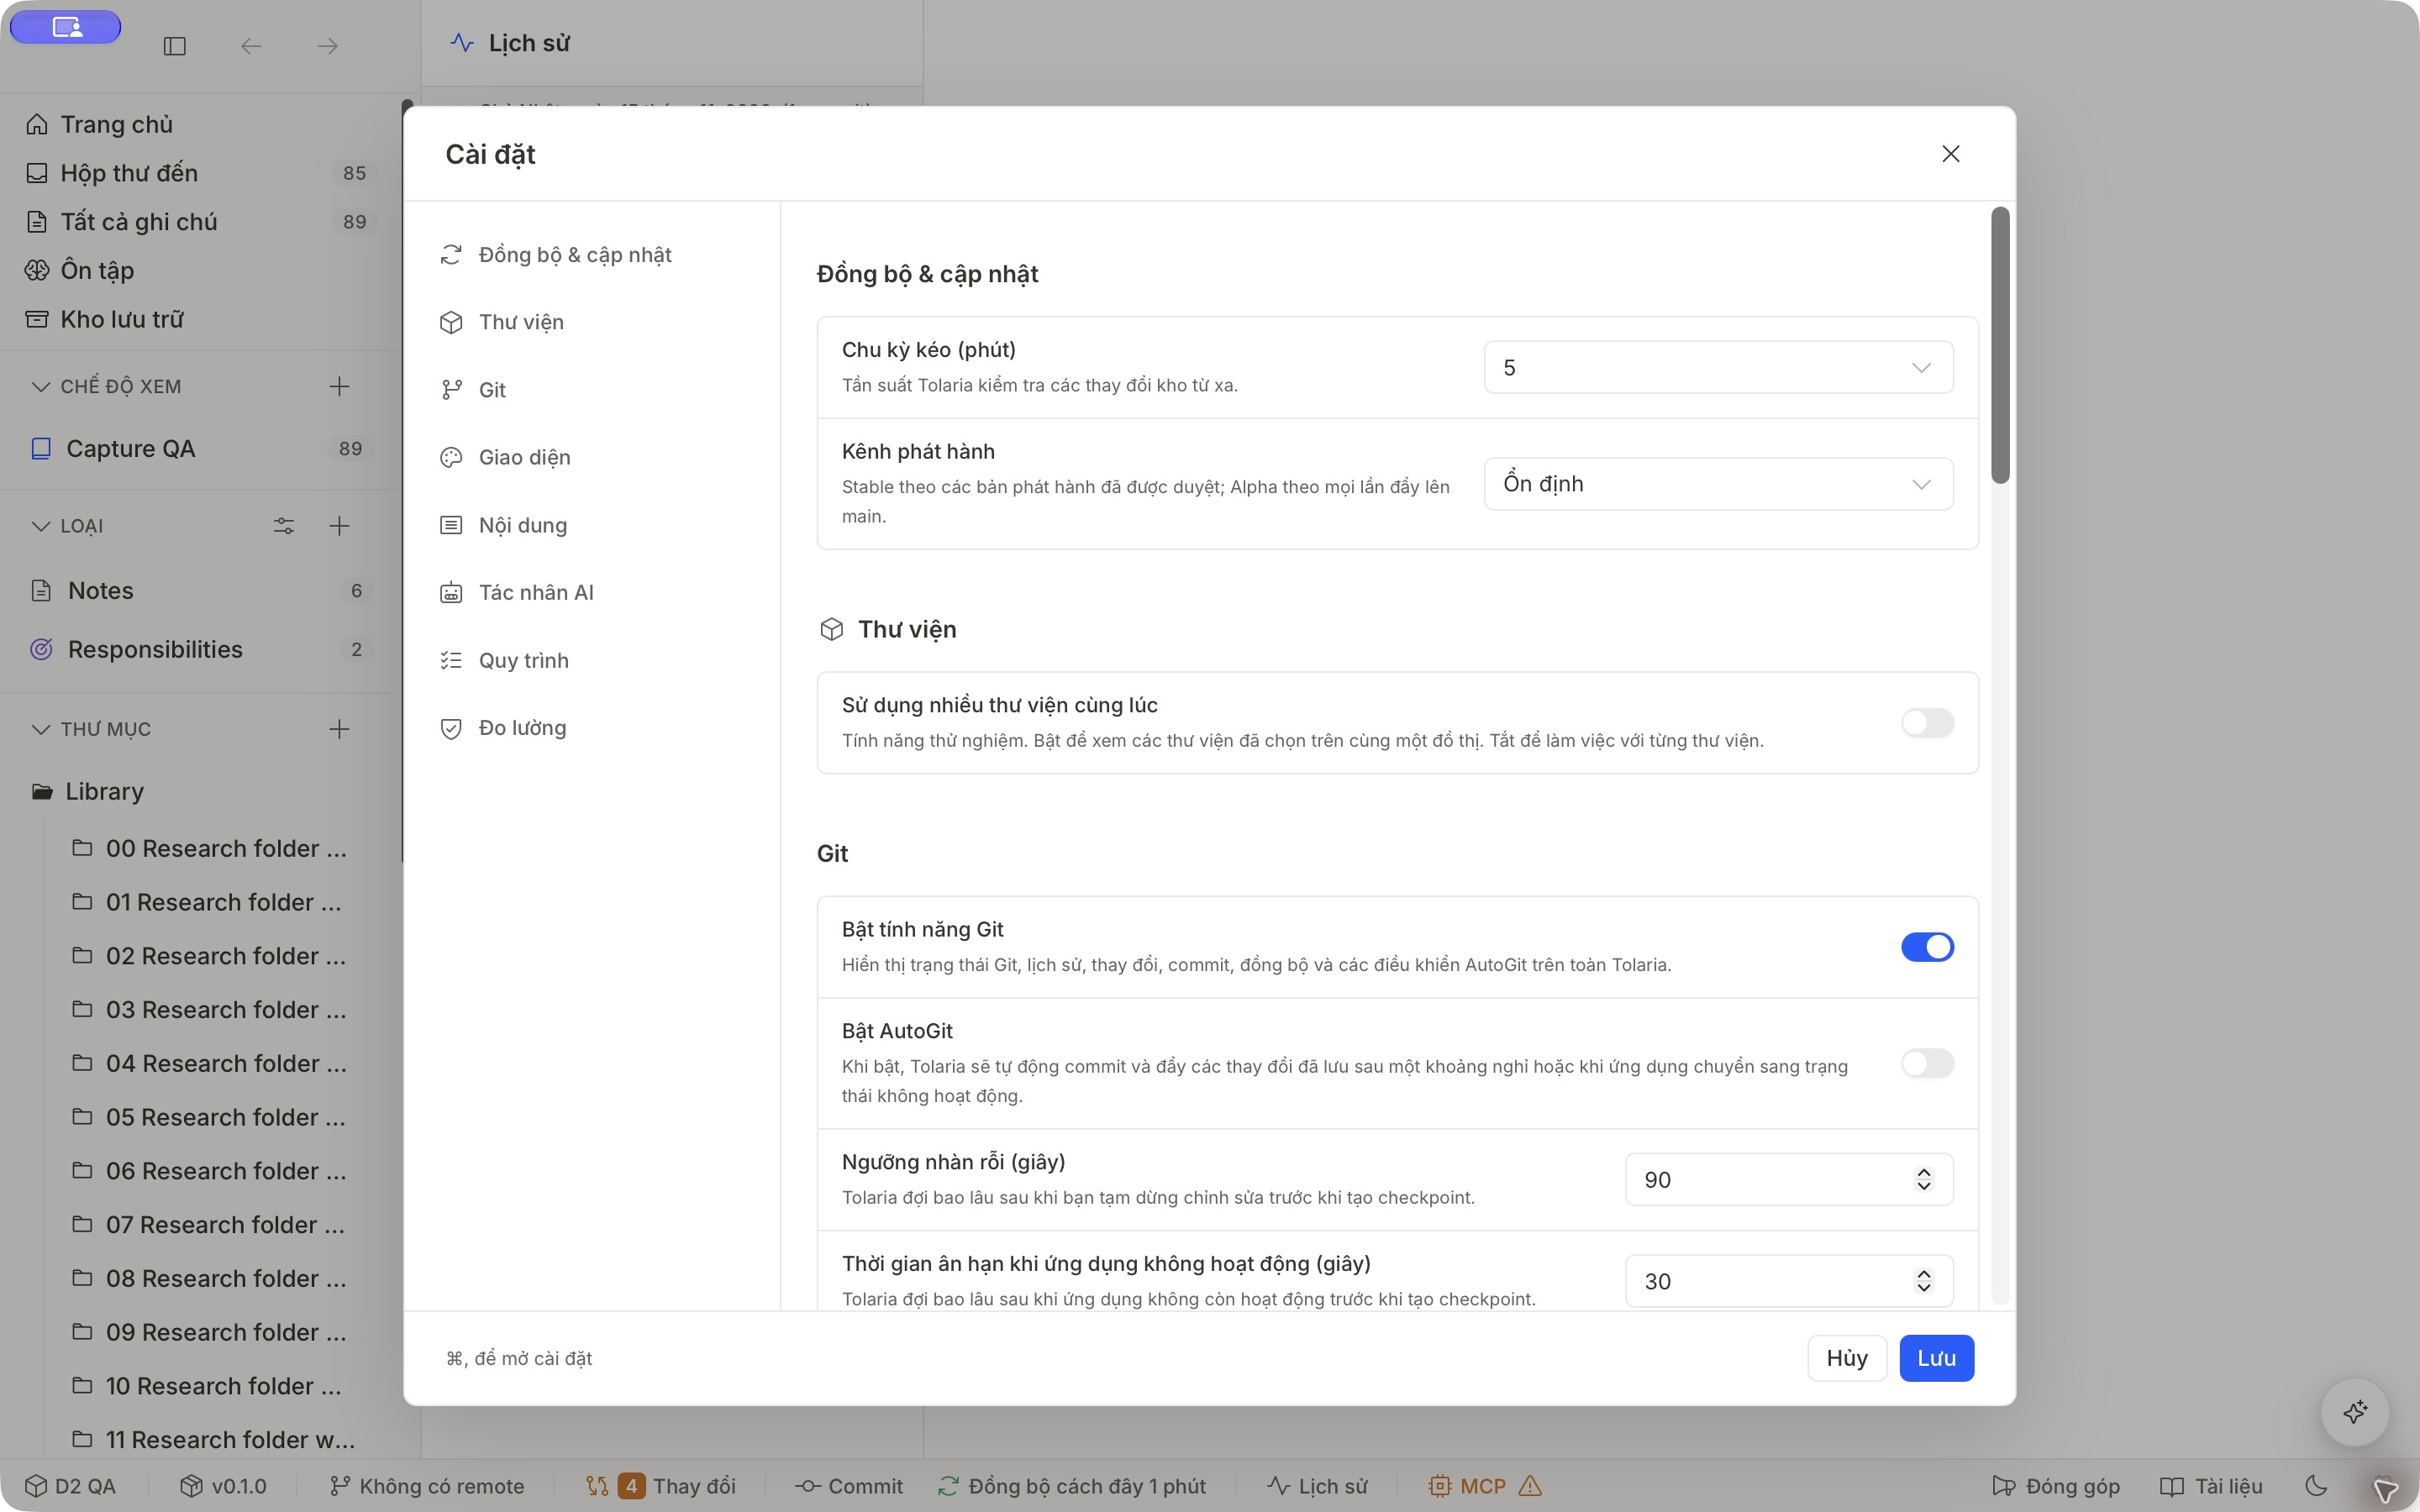 Lịch sử
Trang chủ
Hộp thư đến 85
Tất cả ghi chú 89
Ôn tập
Kho lưu trữ
CHẾ ĐỘ XEM
Capture QA 89
LOẠI
Notes 6
Responsibilities 2
THƯ MỤC
Library
00 Research folder ...
01 Research folder ...
02 Research folder ...
03 Research folder ...
04 Research folder ...
05 Research folder ...
06 Research folder ...
07 Research folder ...
08 Research folder ...
09 Research folder ...
10 Research folder ...
11 Research folder w...
Cài đặt
Đồng bộ & cập nhật
Thư viện
Git
Giao diện
Nội dung
Tác nhân AI
Quy trình
Đo lường
Đồng bộ & cập nhật
Chu kỳ kéo (phút)
Tần suất Tolaria kiểm tra các thay đổi kho từ xa.
5
Kênh phát hành
Stable theo các bản phát hành đã được duyệt; Alpha theo mọi lần đẩy lên
main.
Ổn định
Thư viện
Sử dụng nhiều thư viện cùng lúc
Tính năng thử nghiệm. Bật để xem các thư viện đã chọn trên cùng một đồ thị. Tắt để làm việc với từng thư viện.
Git
Bật tính năng Git
Hiển thị trạng thái Git, lịch sử, thay đổi, commit, đồng bộ và các điều khiển AutoGit trên toàn Tolaria.
Bật AutoGit
Khi bật, Tolaria sẽ tự động commit và đẩy các thay đổi đã lưu sau một khoảng nghỉ hoặc khi ứng dụng chuyển sang trạng
thái không hoạt động.
Ngưỡng nhàn rỗi (giây)
Tolaria đợi bao lâu sau khi bạn tạm dừng chỉnh sửa trước khi tạo checkpoint.
90
Thời gian ân hạn khi ứng dụng không hoạt động (giây)
Tolaria đợi bao lâu sau khi ứng dụng không còn hoạt động trước khi tạo checkpoint.
30
⌘, để mở cài đặt
Hủy
Lưu
D2 QA
v0.1.0
Không có remote
4 Thay đổi
Commit
Đồng bộ cách đây 1 phút
Lịch sử
MCP
Đóng góp
Tài liệu